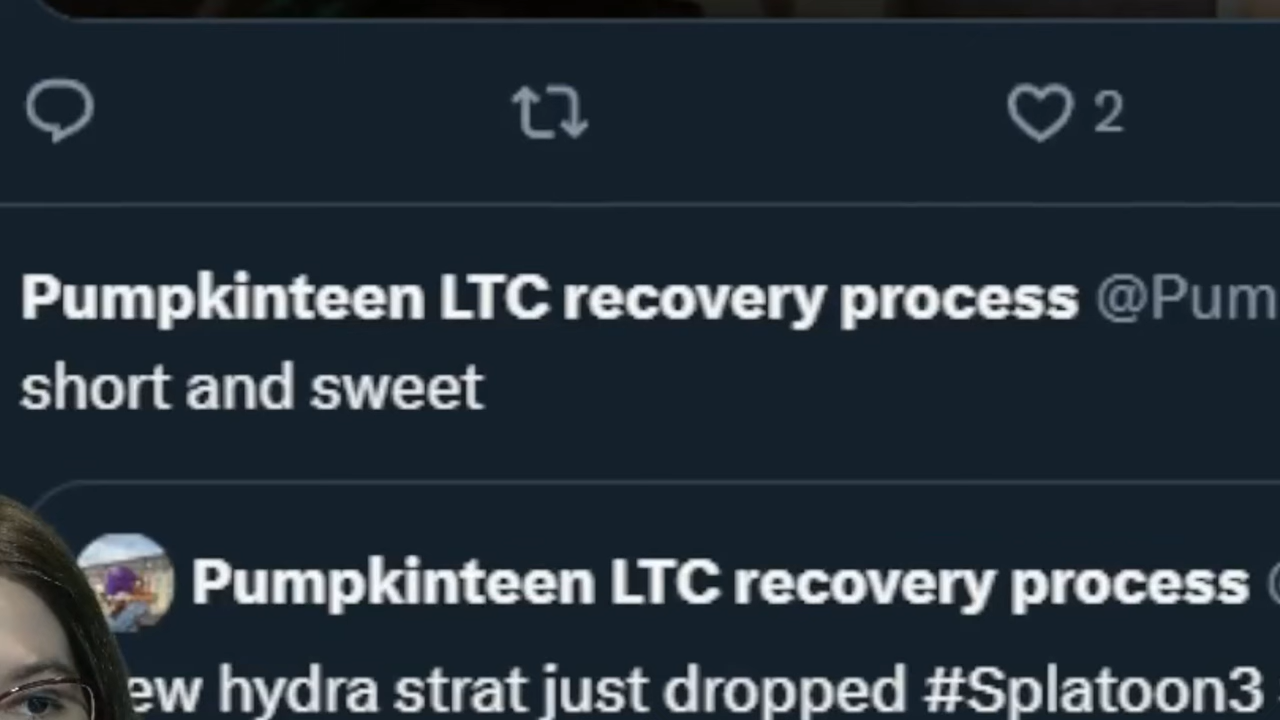 2
Pumpkinteen LTC recovery process @Pum
short and sweet
Pumpkinteen LTC recovery process
ew hydra strat just dropped #Splatoon3